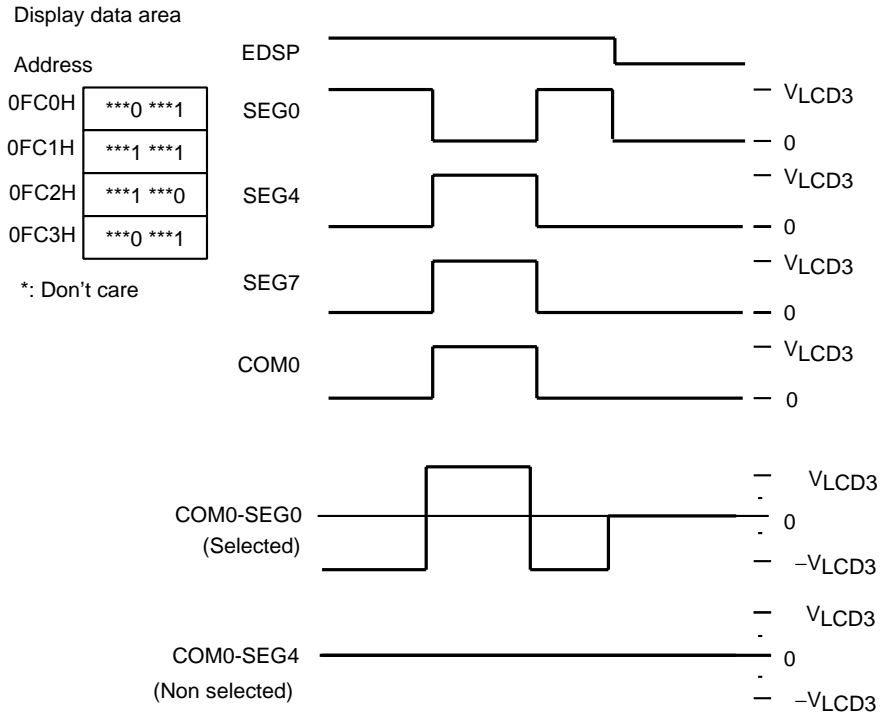 Display data area
Address
0FC0H ***0 ***1
0FC1H ***1 ***1
0FC2H ***1 ***0
0FC3H ***0 ***1
*: Don't care
EDSP
SEG0
VLCD3
0
SEG4
VLCD3
0
SEG7
VLCD3
0
COM0
VLCD3
0
COM0-SEG0
(Selected)
VLCD3
0
−VLCD3
COM0-SEG4
(Non selected)
VLCD3
0
−VLCD3